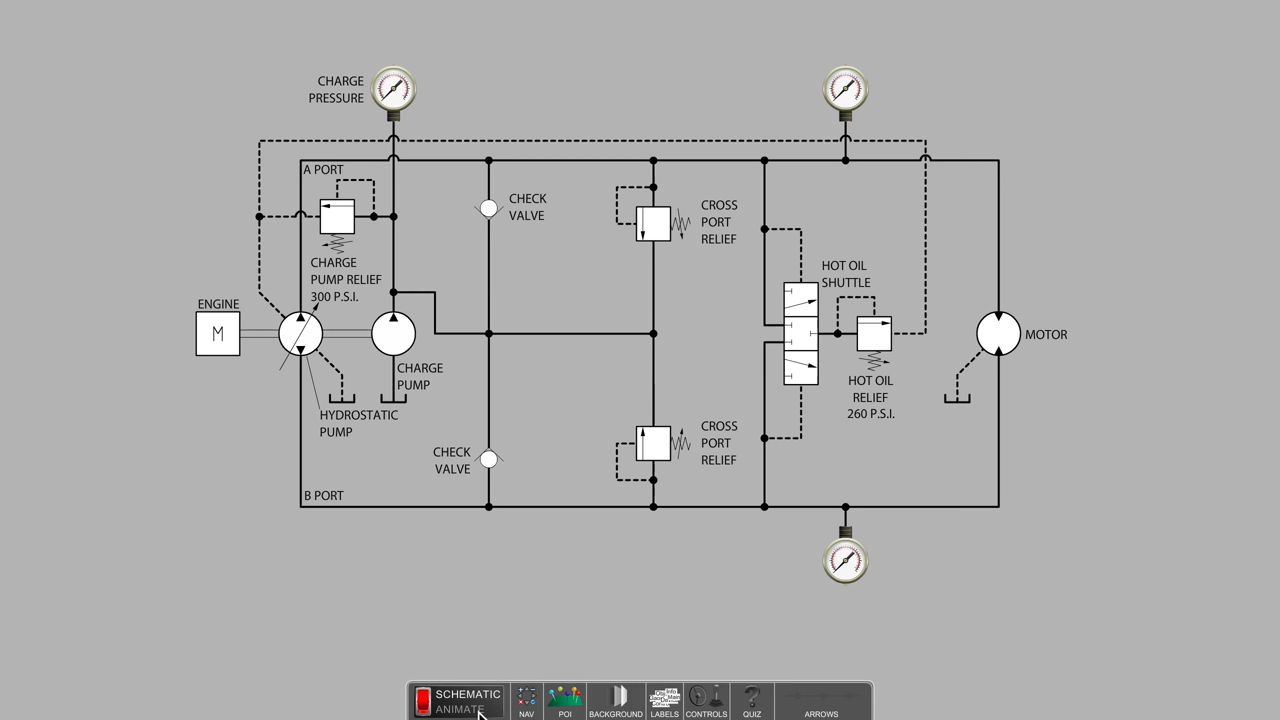 CHARGE
PRESSURE
A PORT
CHECK
VALVE
CROSS
PORT
RELIEF
CHARGE
PUMP RELIEF
300 P.S.I.
HOT OIL
SHUTTLE
ENGINE
M
MOTOR
CHARGE
PUMP
HOT OIL
RELIEF
260 P.S.I.
HYDROSTATIC
PUMP
CROSS
PORT
RELIEF
CHECK
VALVE
B PORT
SCHEMATIC
ANIMATE
NAV
POI
BACKGROUND
LABELS
CONTROLS
QUIZ
ARROWS